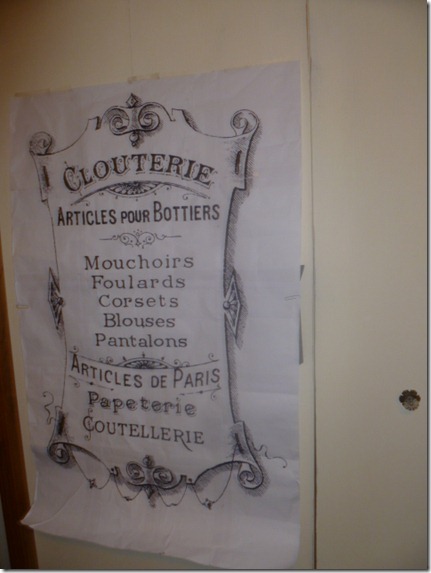 CLOUTERIE
ARTICLES POUR BOTTIERS
Mouchoirs
Foulards
Corsets
Blouses
Pantalons
ARTICLES DE PARIS
Papeterie
COUTELLERIE